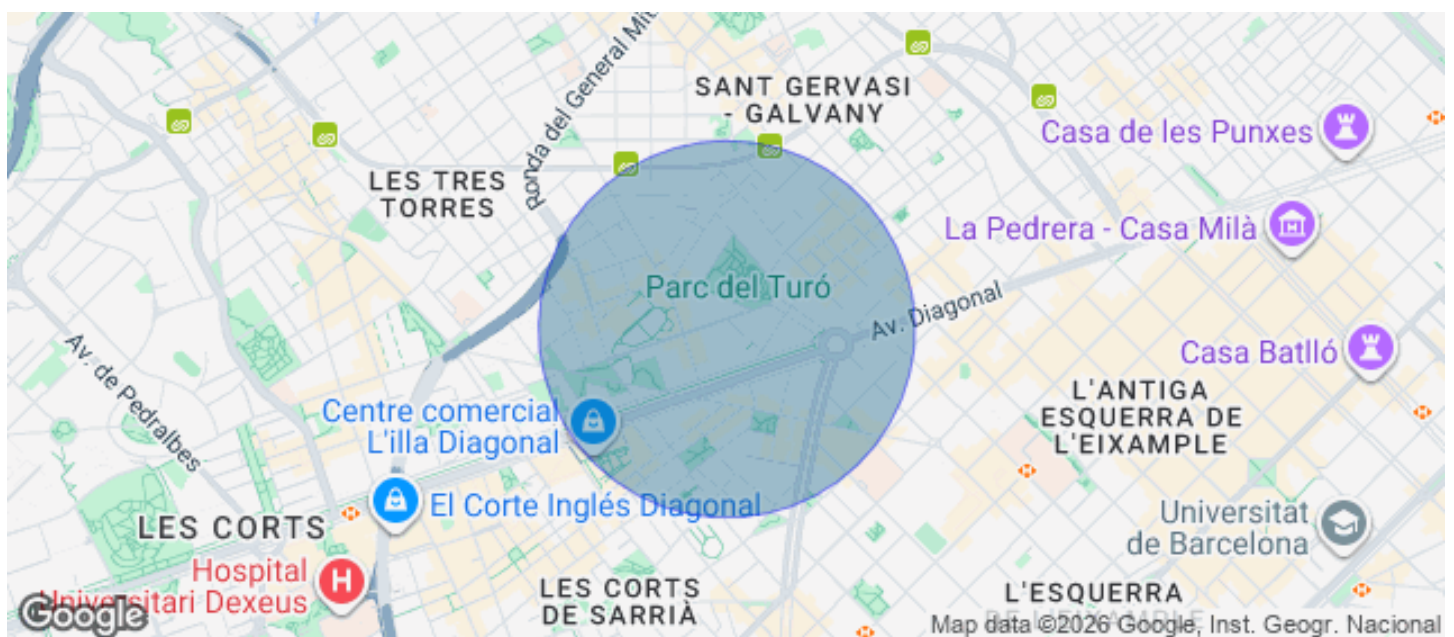 Ronda del General Mit
SANT GERVASI
- GALVANY
Casa de les Punxes
LES TRES
TORRES
La Pedrera - Casa Milà
Parc del Turó
Av. Diagonal
Av. de Pedralbes
Casa Batlló
L'ANTIGA
ESQUERRA DE
L'EIXAMPLE
Centre comercial
L'illa Diagonal
El Corte Inglés Diagonal
LES CORTS
Universitat
de Barcelona
Hospital
Universitari Dexeus
H
LES CORTS
DE SARRIÀ
L'ESQUERRA
DE L'EIXAMPLE
Google
Map data ©2026 Google, Inst. Geogr. Nacional